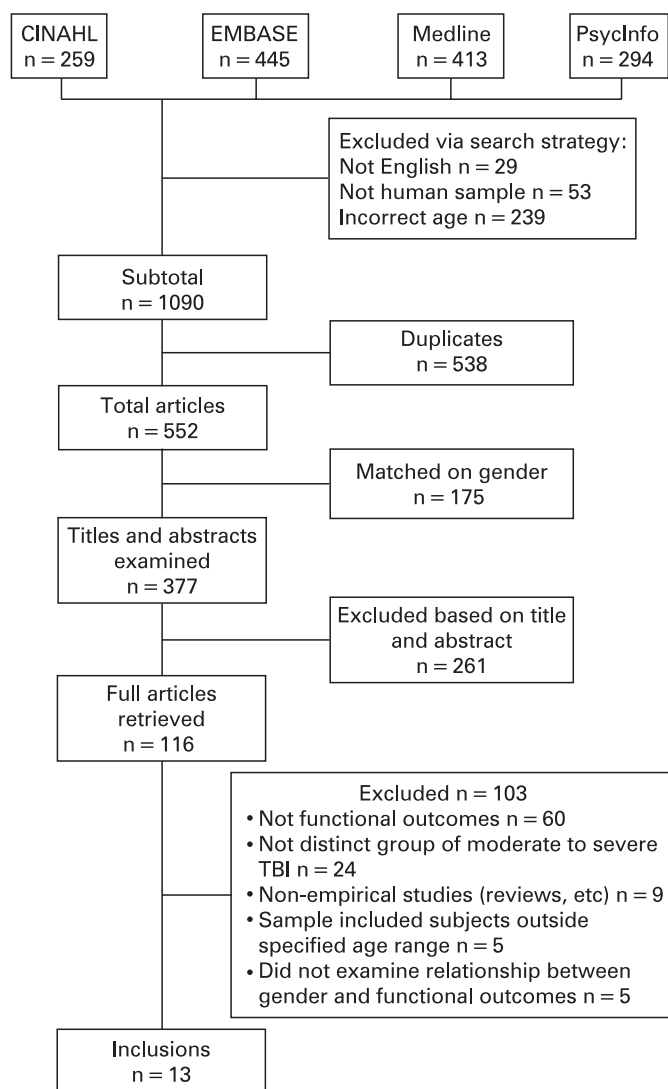 CINAHL
n = 259
EMBASE
n = 445
Medline
n = 413
PsycInfo
n = 294
Excluded via search strategy:
Not English n = 29
Not human sample n = 53
Incorrect age n = 239
Subtotal
n = 1090
Duplicates
n = 538
Total articles
n = 552
Matched on gender
n = 175
Titles and abstracts
examined
n = 377
Excluded based on title
and abstract
n = 261
Full articles
retrieved
n = 116
Excluded n = 103
• Not functional outcomes n = 60
• Not distinct group of moderate to severe
TBI n = 24
• Non-empirical studies (reviews, etc) n = 9
• Sample included subjects outside
specified age range n = 5
• Did not examine relationship between
gender and functional outcomes n = 5
Inclusions
n = 13